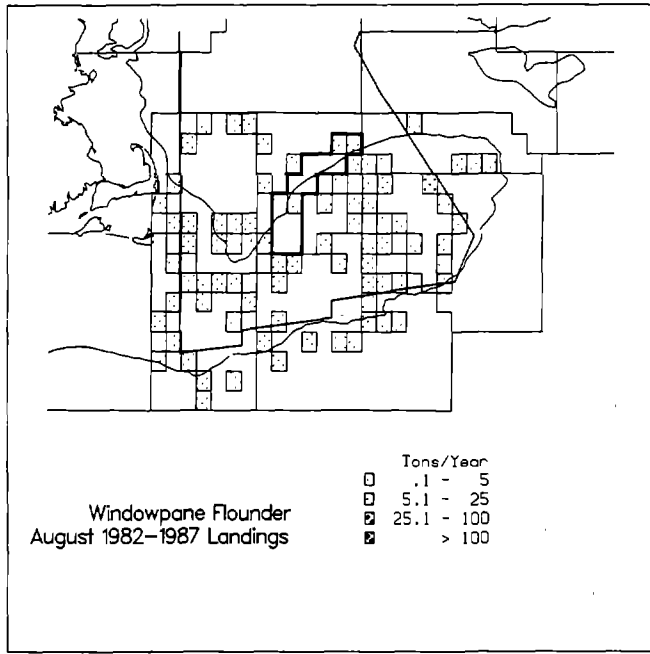 Tons/Year
.1 - 5
5.1 - 25
25.1 - 100
> 100
Windowpane Flounder
August 1982-1987 Landings